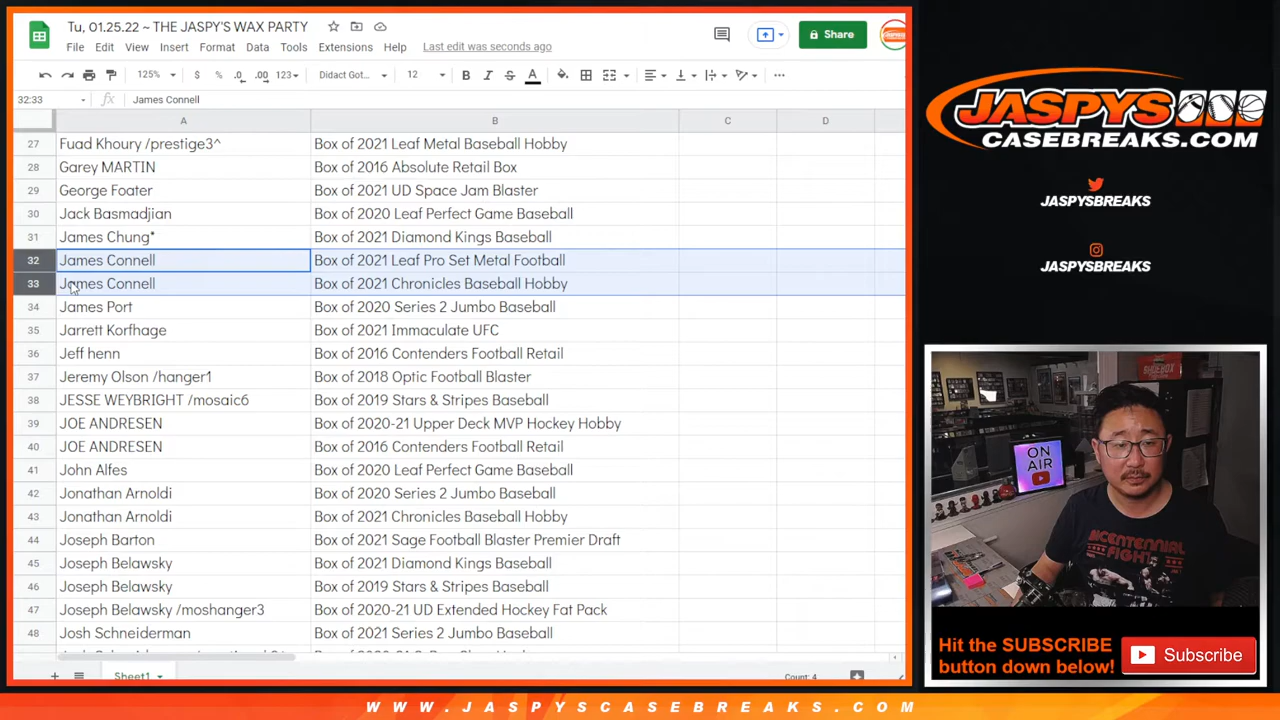 Tu, 01.25.22 ~ THE JASPY'S WAX PARTY
File Edit View Insert Format Data Tools Extensions Help Last edit was seconds ago
Share
125% $ % .0 .00 123 Didact Got... 12 B I S A
32:33 fx James Connell
A B C D
27 Fuad Khoury /prestige3^ Box of 2021 Leaf Metal Baseball Hobby
28 Garey MARTIN Box of 2016 Absolute Retail Box
29 George Foater Box of 2021 UD Space Jam Blaster
30 Jack Basmadjian Box of 2020 Leaf Perfect Game Baseball
31 James Chung* Box of 2021 Diamond Kings Baseball
32 James Connell Box of 2021 Leaf Pro Set Metal Football
33 James Connell Box of 2021 Chronicles Baseball Hobby
34 James Port Box of 2020 Series 2 Jumbo Baseball
35 Jarrett Korfhage Box of 2021 Immaculate UFC
36 Jeff henn Box of 2016 Contenders Football Retail
37 Jeremy Olson /hanger1 Box of 2018 Optic Football Blaster
38 JESSE WEYBRIGHT /mosaic6 Box of 2019 Stars & Stripes Baseball
39 JOE ANDRESEN Box of 2020-21 Upper Deck MVP Hockey Hobby
40 JOE ANDRESEN Box of 2016 Contenders Football Retail
41 John Alfes Box of 2020 Leaf Perfect Game Baseball
42 Jonathan Arnoldi Box of 2020 Series 2 Jumbo Baseball
43 Jonathan Arnoldi Box of 2021 Chronicles Baseball Hobby
44 Joseph Barton Box of 2021 Sage Football Blaster Premier Draft
45 Joseph Belawsky Box of 2021 Diamond Kings Baseball
46 Joseph Belawsky Box of 2019 Stars & Stripes Baseball
47 Joseph Belawsky /moshanger3 Box of 2020-21 UD Extended Hockey Fat Pack
48 Josh Schneiderman Box of 2021 Series 2 Jumbo Baseball
Sheet1
Count: 4
JASPYS
CASEBREAKS.COM
JASPYSBREAKS
JASPYSBREAKS
ON
AIR
BICENTENNIAL
FIGHT
Hit the SUBSCRIBE
button down below!
Subscribe
WWW.JASPYSCASEBREAKS.COM